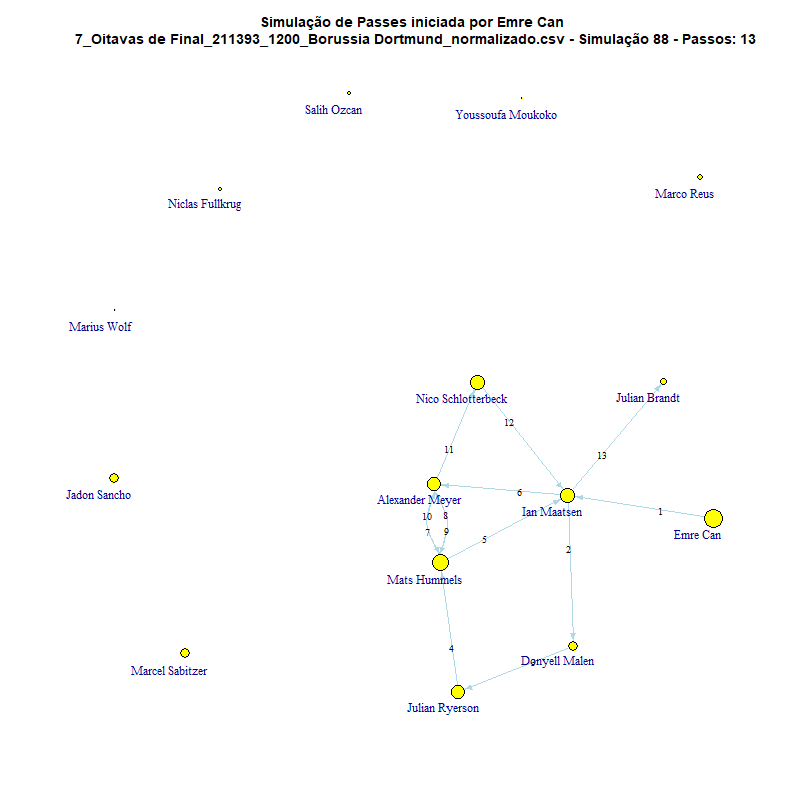 Simulação de Passes iniciada por Emre Can
7_Oitavas de Final_211393_1200_Borussia Dortmund_normalizado.csv - Simulação 88 - Passos: 13
Salih Ozcan
Youssoufa Moukoko
Marco Reus
Niclas Fullkrug
Marius Wolf
Nico Schlotterbeck
Julian Brandt
12
11
13
Jadon Sancho
Alexander Meyer
6
Ian Maatsen
1
10
8
Emre Can
7
9
5
2
Mats Hummels
4
Donyell Malen
3
Marcel Sabitzer
Julian Ryerson